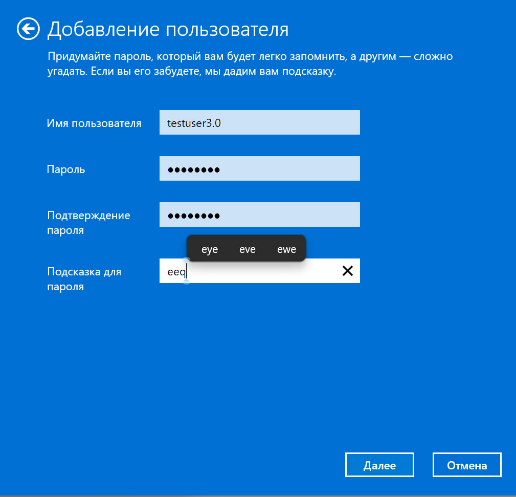 Добавление пользователя
Придумайте пароль, который вам будет легко запомнить, а другим — сложно
угадать. Если вы его забудете, мы дадим вам подсказку.
Имя пользователя
testuser3.0
Пароль
●●●●●●●●
Подтверждение
пароля
●●●●●●●●
eye eve ewe
Подсказка для
пароля
eeq
Далее
Отмена